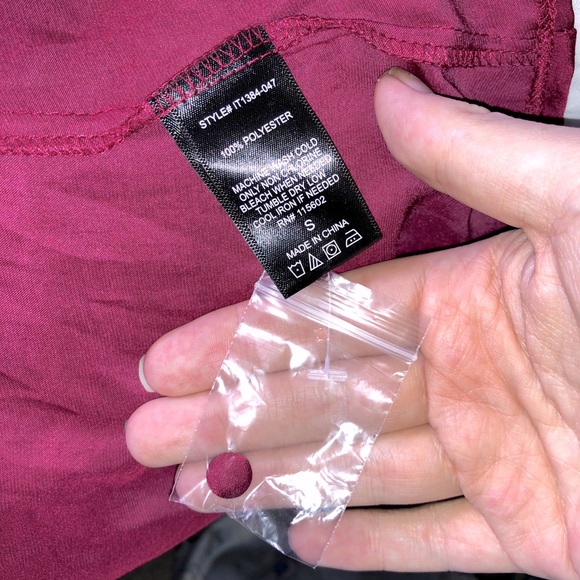 STYLE# IT1384-047
100% POLYESTER
MACHINE WASH COLD
ONLY NON CHLORINE
BLEACH WHEN NEEDED
TUMBLE DRY LOW
COOL IRON IF NEEDED
RN# 115602
S
MADE IN CHINA